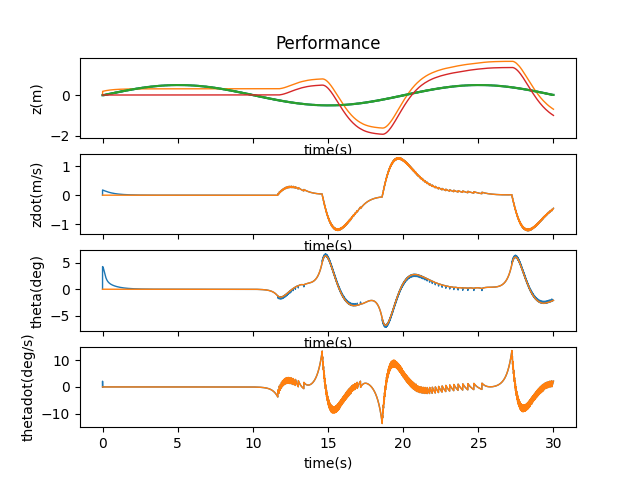 Performance
z(m)
0
−2
time(s)
zdot(m/s)
1
0
−1
time(s)
theta(deg)
5
0
−5
time(s)
thetadot(deg/s)
10
0
−10
0 5 10 15 20 25 30
time(s)